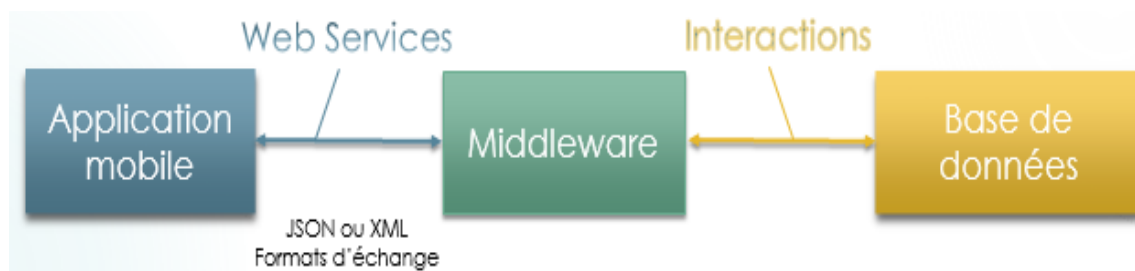 Web Services
Interactions
Application
mobile
Middleware
Base de
données
JSON ou XML
Formats d'échange